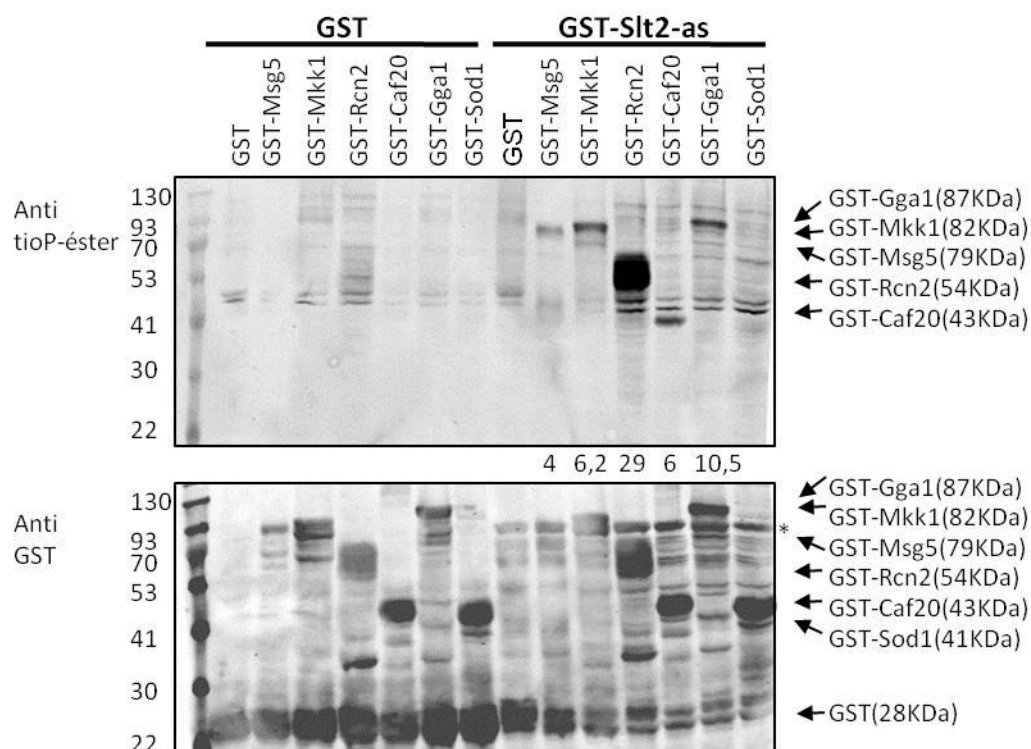 GST GST-Slt2-as
GST
GST-Msg5
GST-Mkk1
GST-Rcn2
GST-Caf20
GST-Gga1
GST-Sod1
GST
GST-Msg5
GST-Mkk1
GST-Rcn2
GST-Caf20
GST-Gga1
GST-Sod1
Anti
tioP-éster
130
93
70
53
41
30
22
GST-Gga1(87KDa)
GST-Mkk1(82KDa)
GST-Msg5(79KDa)
GST-Rcn2(54KDa)
GST-Caf20(43KDa)
4 6,2 29 6 10,5
Anti
GST
130
93
70
53
41
30
22
*
GST-Gga1(87KDa)
GST-Mkk1(82KDa)
GST-Msg5(79KDa)
GST-Rcn2(54KDa)
GST-Caf20(43KDa)
GST-Sod1(41KDa)
GST(28KDa)